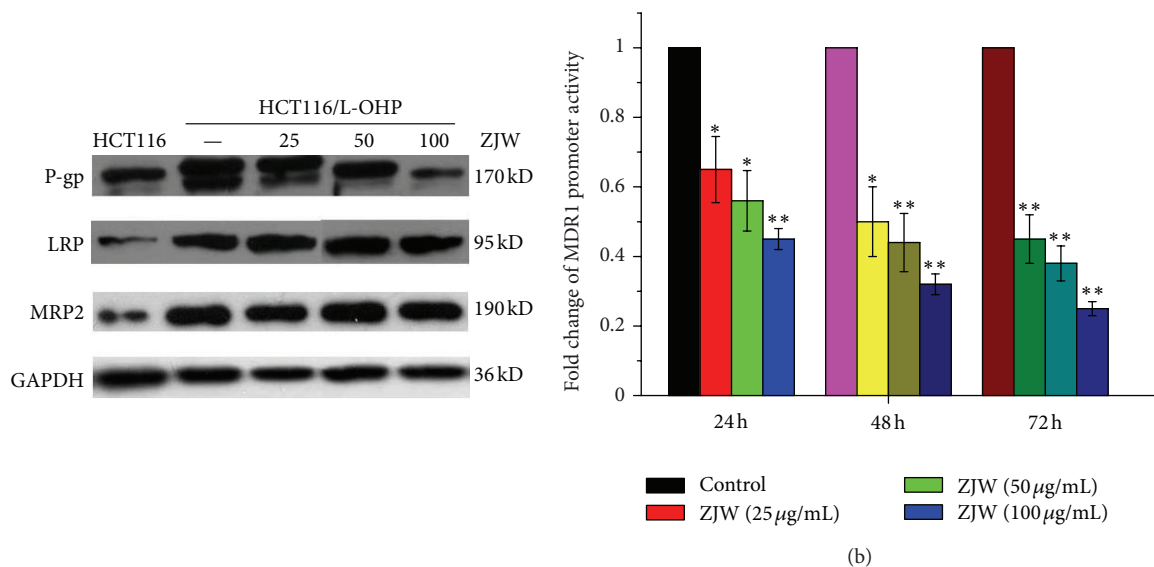 HCT116/L-OHP
HCT116 — 25 50 100 ZJW
P-gp 170 kD
LRP 95 kD
MRP2 190 kD
GAPDH 36 kD
Fold change of MDR1 promoter activity
1
0.8
0.6
0.4
0.2
0
* * **
* ** **
** ** **
24 h 48 h 72 h
Control
ZJW (25 μg/mL)
ZJW (50 μg/mL)
ZJW (100 μg/mL)
(b)